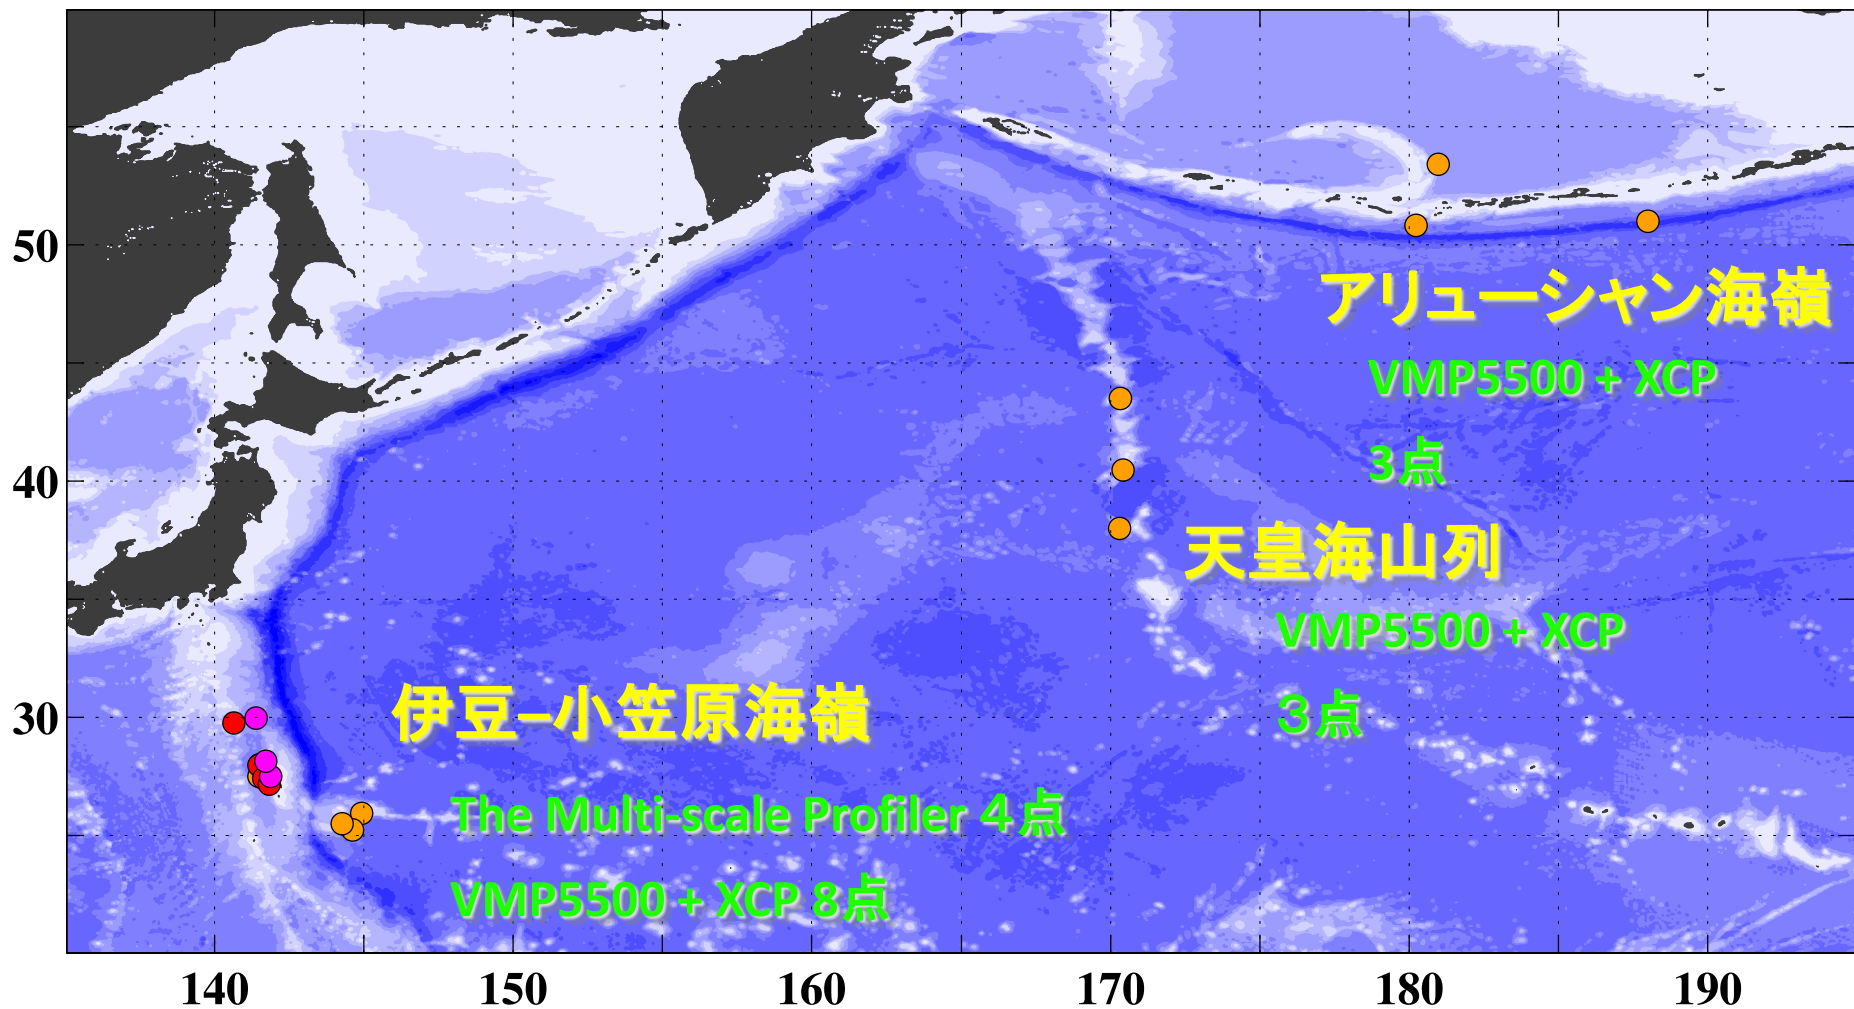 50
アリューシャン海嶺
VMP5500 + XCP
3点
40
天皇海山列
VMP5500 + XCP
３点
30
伊豆−小笠原海嶺
The Multi-scale Profiler ４点
VMP5500 + XCP 8点
140 150 160 170 180 190